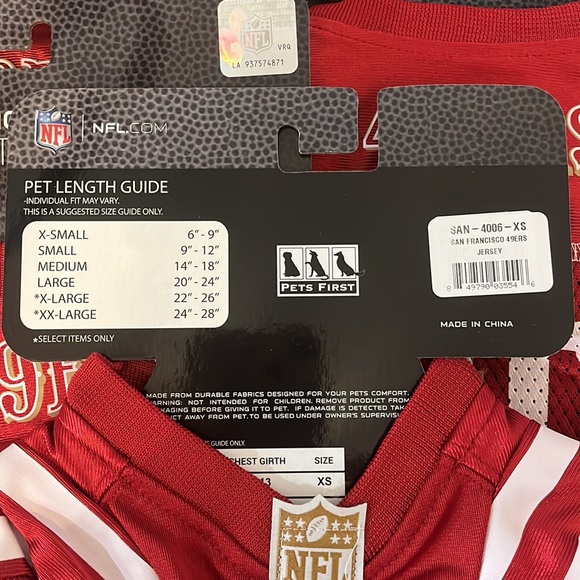 NFL
VRQ
LA 937574871
NFL | NFL.COM
PET LENGTH GUIDE
-INDIVIDUAL FIT MAY VARY.
THIS IS A SUGGESTED SIZE GUIDE ONLY.
X-SMALL 6" - 9"
SMALL 9" - 12"
MEDIUM 14" - 18"
LARGE 20" - 24"
*X-LARGE 22" - 26"
*XX-LARGE 24" - 28"
*SELECT ITEMS ONLY
PETS FIRST
SAN-4006-XS
SAN FRANCISCO 49ERS
JERSEY
8 49790 03554 6
MADE IN CHINA
MADE FROM DURABLE FABRICS DESIGNED FOR YOUR PETS COMFORT.
WARNING: NOT INTENDED FOR CHILDREN. REMOVE PRODUCT FROM
PACKAGING BEFORE GIVING IT TO PET. IF DAMAGE IS DETECTED TAKE
PRODUCT AWAY FROM PET. TO BE USED UNDER OWNER'S SUPERVISI
GUIDE ONLY.
CHEST GIRTH SIZE
13 XS
NFL